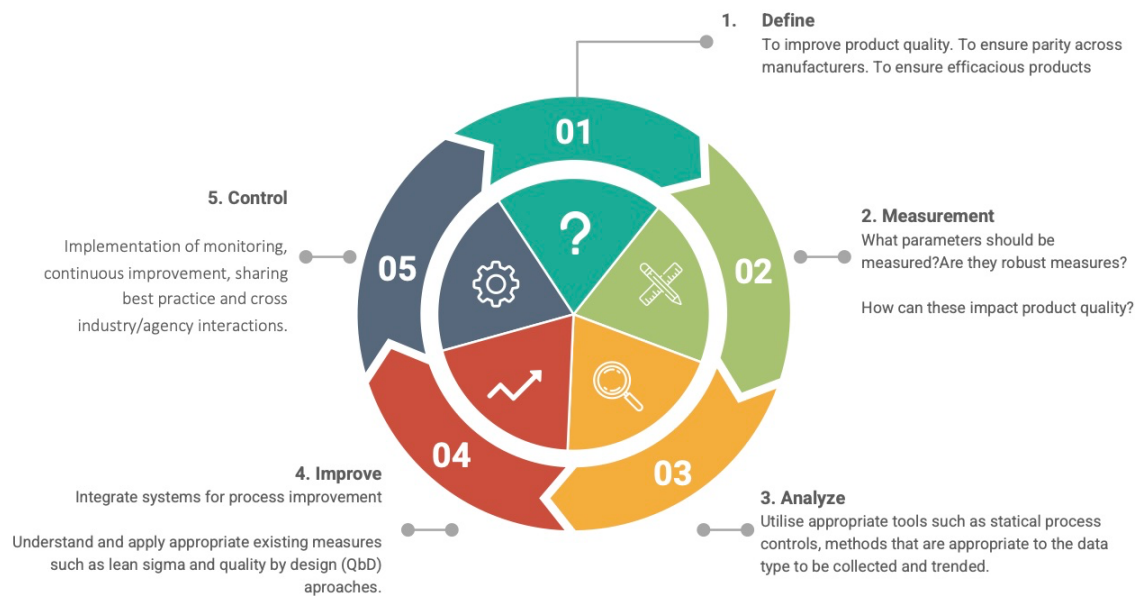 1. Define
To improve product quality. To ensure parity across
manufacturers. To ensure efficacious products
01
?
5. Control
Implementation of monitoring,
continuous improvement, sharing
best practice and cross
industry/agency interactions.
05
02
2. Measurement
What parameters should be
measured?Are they robust measures?
How can these impact product quality?
04
03
4. Improve
Integrate systems for process improvement
Understand and apply appropriate existing measures
such as lean sigma and quality by design (QbD)
aproaches.
3. Analyze
Utilise appropriate tools such as statical process
controls, methods that are appropriate to the data
type to be collected and trended.